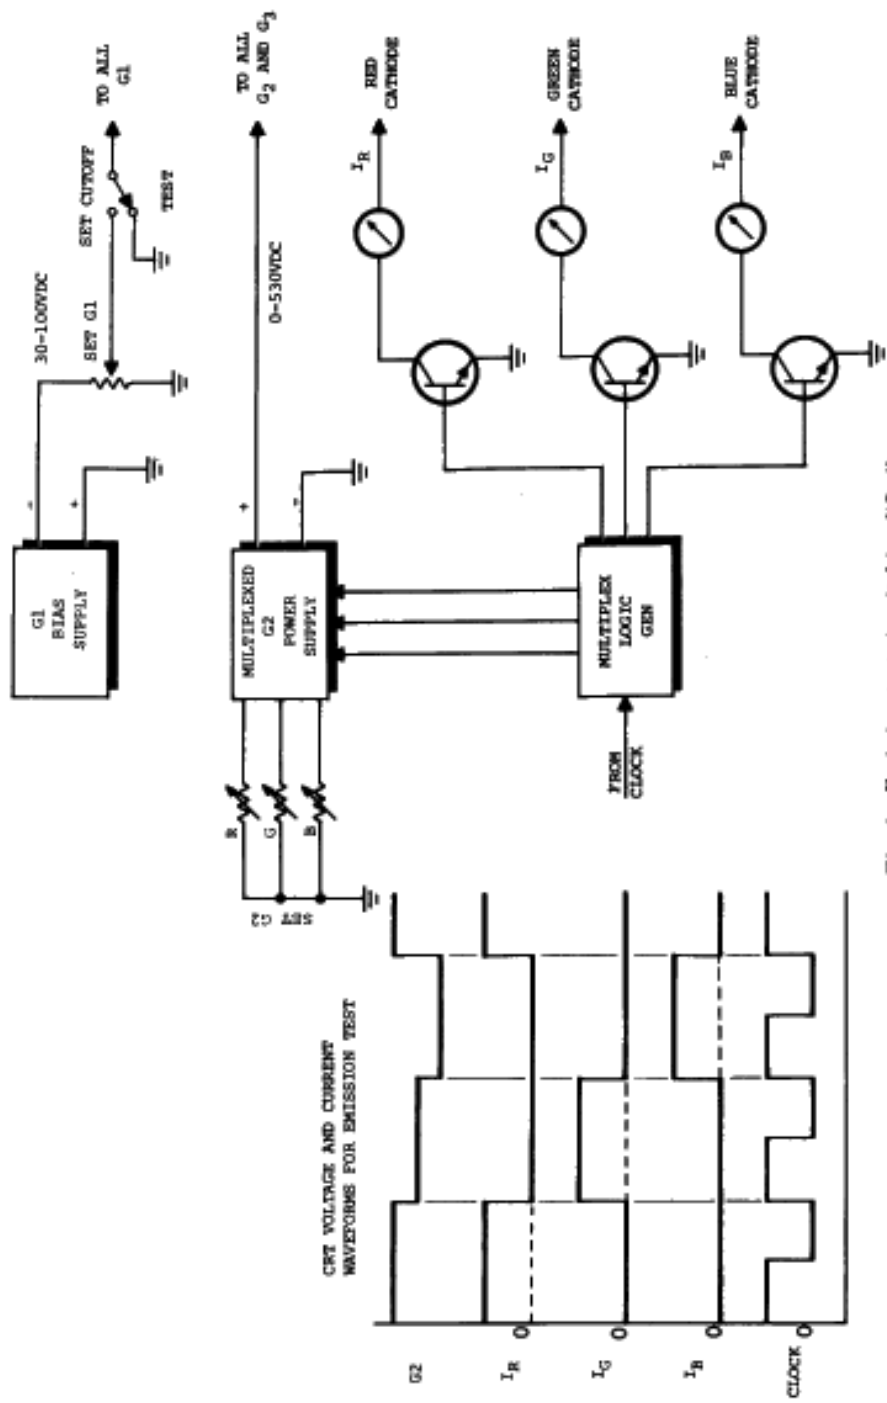 G1
BIAS
SUPPLY
-
+
30-100VDC
SET G1
SET CUTOFF
TEST
TO ALL
G1
R
G
B
SET G2
MULTIPLEXED
G2
POWER
SUPPLY
+
-
0-530VDC
TO ALL
G2 AND G3
FROM
CLOCK
MULTIPLEX
LOGIC
GEN
IR
RED
CATHODE
IG
GREEN
CATHODE
IB
BLUE
CATHODE
CRT VOLTAGE AND CURRENT
WAVEFORMS FOR EMISSION TEST
G2
IR 0
IG 0
IB 0
CLOCK 0